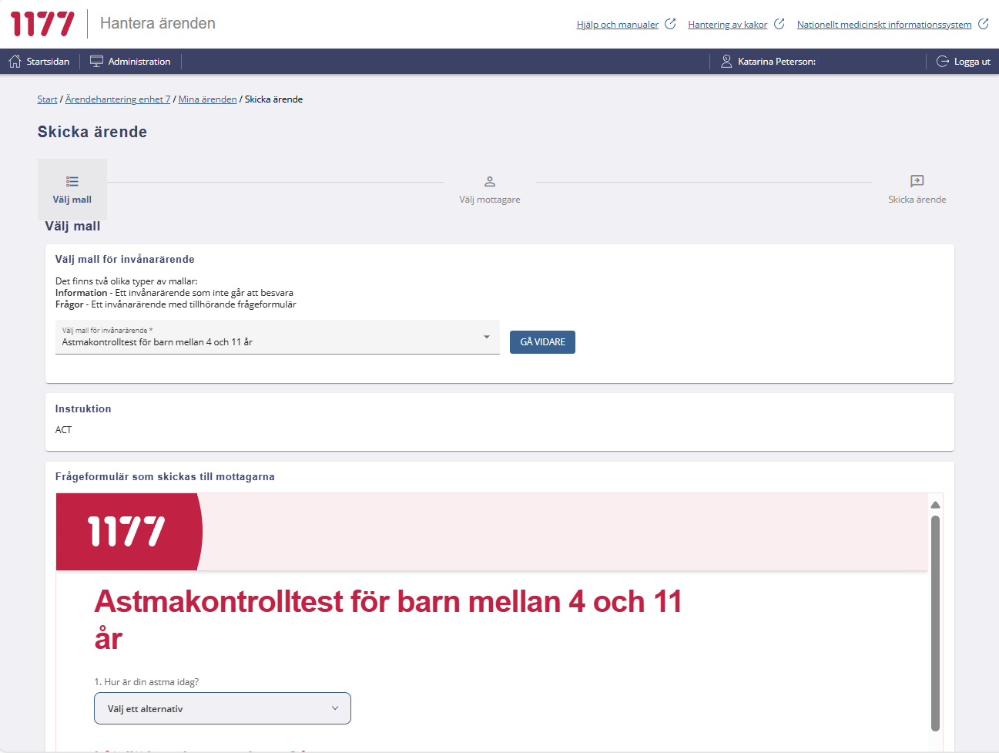 1177 Hantera ärenden
Hjälp och manualer Hantering av kakor Nationellt medicinskt informationssystem
Startsidan Administration Katarina Peterson: Logga ut
Start / Ärendehantering enhet 7 / Mina ärenden / Skicka ärende
Skicka ärende
Välj mall Välj mottagare Skicka ärende
Välj mall
Välj mall för invånarärende
Det finns två olika typer av mallar:
Information - Ett invånarärende som inte går att besvara
Frågor - Ett invånarärende med tillhörande frågeformulär
Välj mall för invånarärende *
Astmakontrolltest för barn mellan 4 och 11 år
GÅ VIDARE
Instruktion
ACT
Frågeformulär som skickas till mottagarna
1177
Astmakontrolltest för barn mellan 4 och 11
år
1. Hur är din astma idag?
Välj ett alternativ